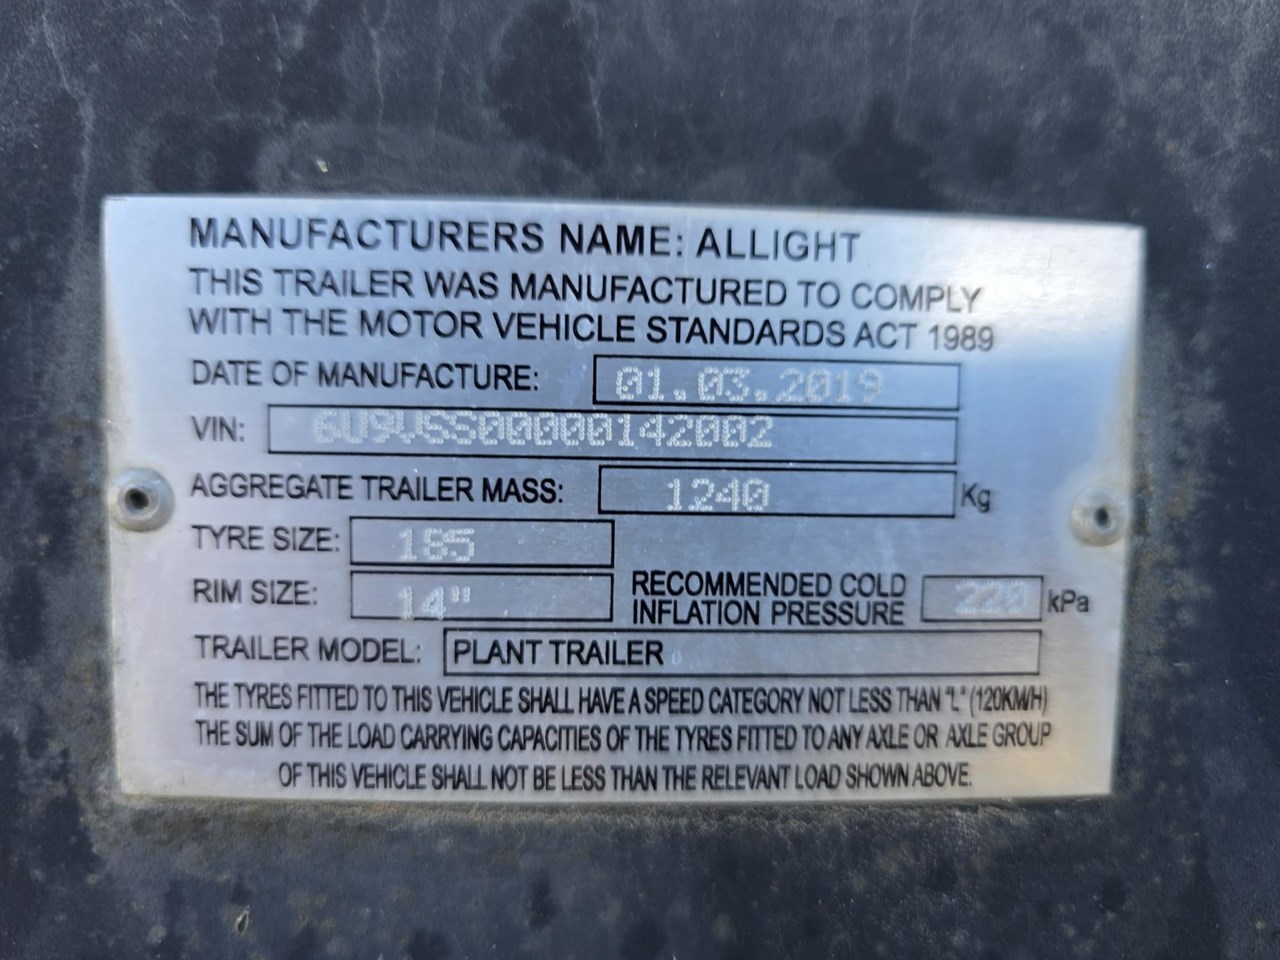 MANUFACTURERS NAME: ALLIGHT
THIS TRAILER WAS MANUFACTURED TO COMPLY
WITH THE MOTOR VEHICLE STANDARDS ACT 1989
DATE OF MANUFACTURE: 01.03.2019
VIN: 6U9VSS00000142002
AGGREGATE TRAILER MASS: 1240 Kg
TYRE SIZE: 185
RIM SIZE: 14"
RECOMMENDED COLD
INFLATION PRESSURE 220 kPa
TRAILER MODEL: PLANT TRAILER
THE TYRES FITTED TO THIS VEHICLE SHALL HAVE A SPEED CATEGORY NOT LESS THAN "L" (120KM/H)
THE SUM OF THE LOAD CARRYING CAPACITIES OF THE TYRES FITTED TO ANY AXLE OR AXLE GROUP
OF THIS VEHICLE SHALL NOT BE LESS THAN THE RELEVANT LOAD SHOWN ABOVE.